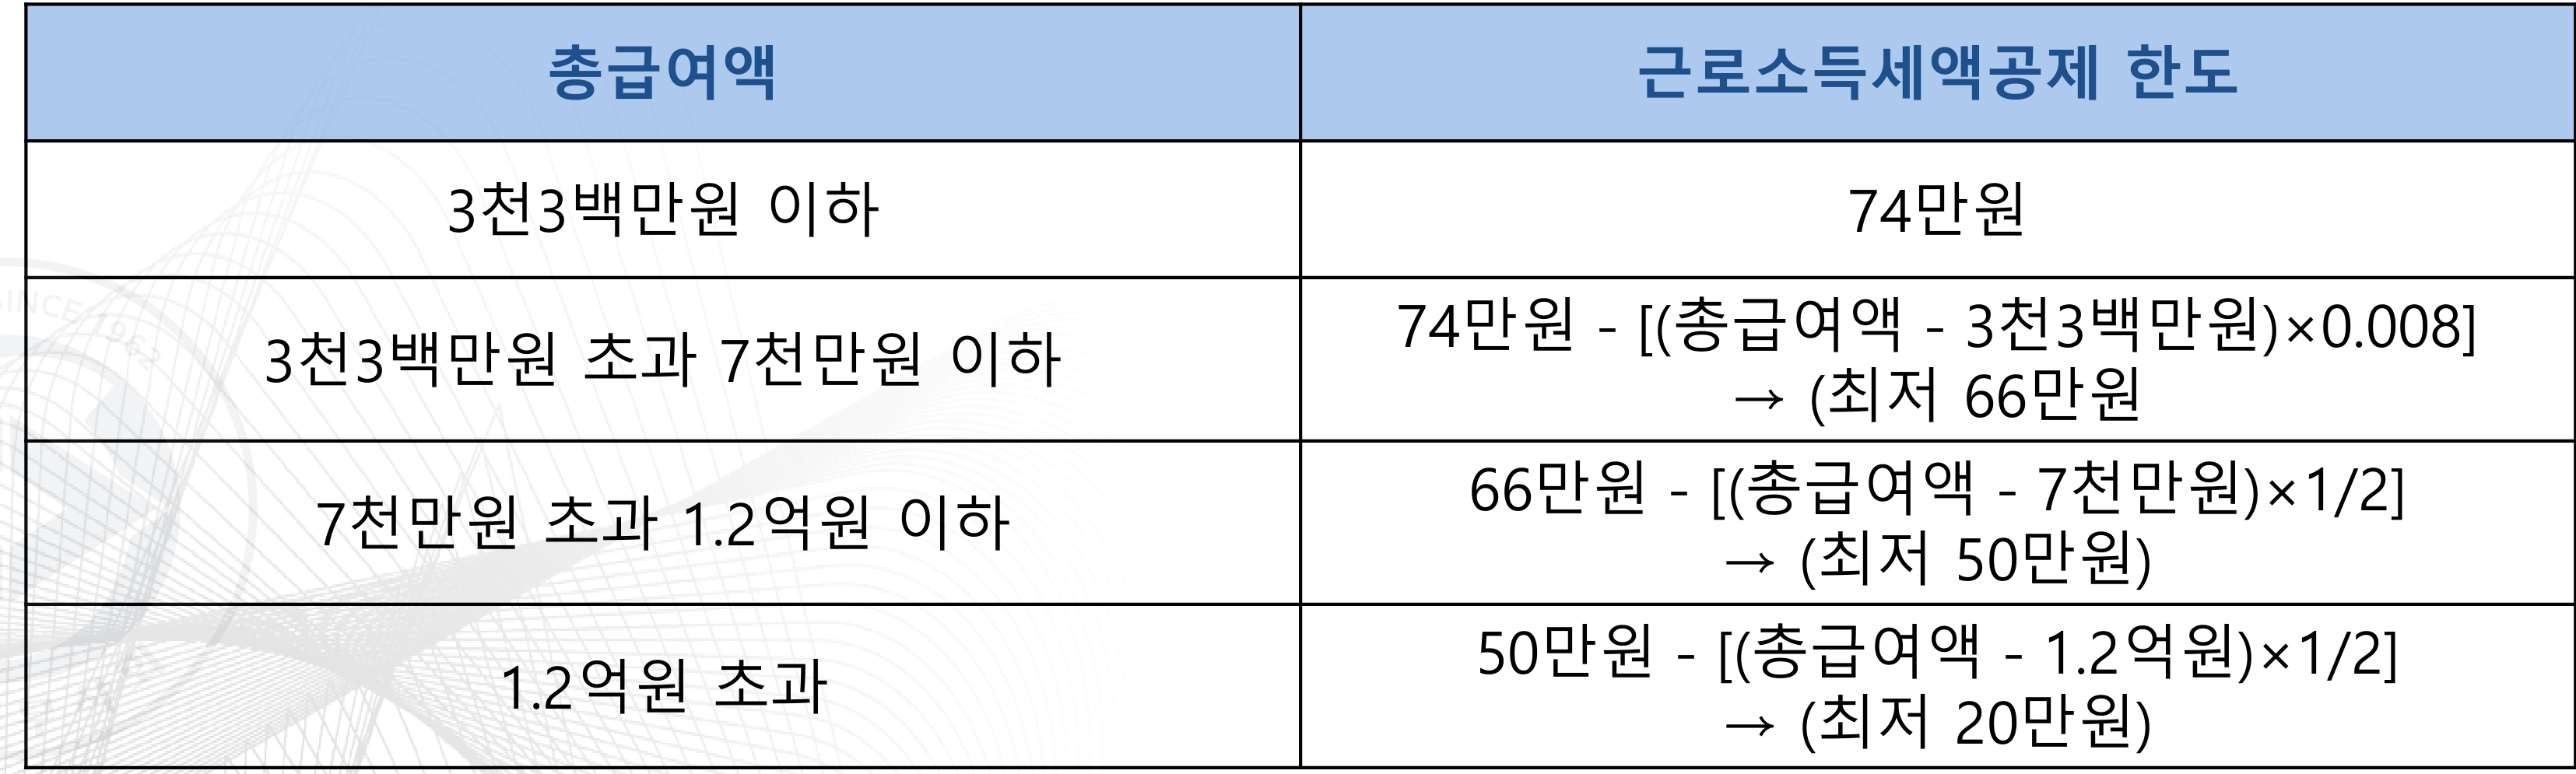 총급여액 근로소득세액공제 한도
3천3백만원 이하 74만원
3천3백만원 초과 7천만원 이하
74만원 - [(총급여액 - 3천3백만원)×0.008]
→ (최저 66만원
7천만원 초과 1.2억원 이하
66만원 - [(총급여액 - 7천만원)×1/2]
→ (최저 50만원)
1.2억원 초과
50만원 - [(총급여액 - 1.2억원)×1/2]
→ (최저 20만원)
SINCE 1961